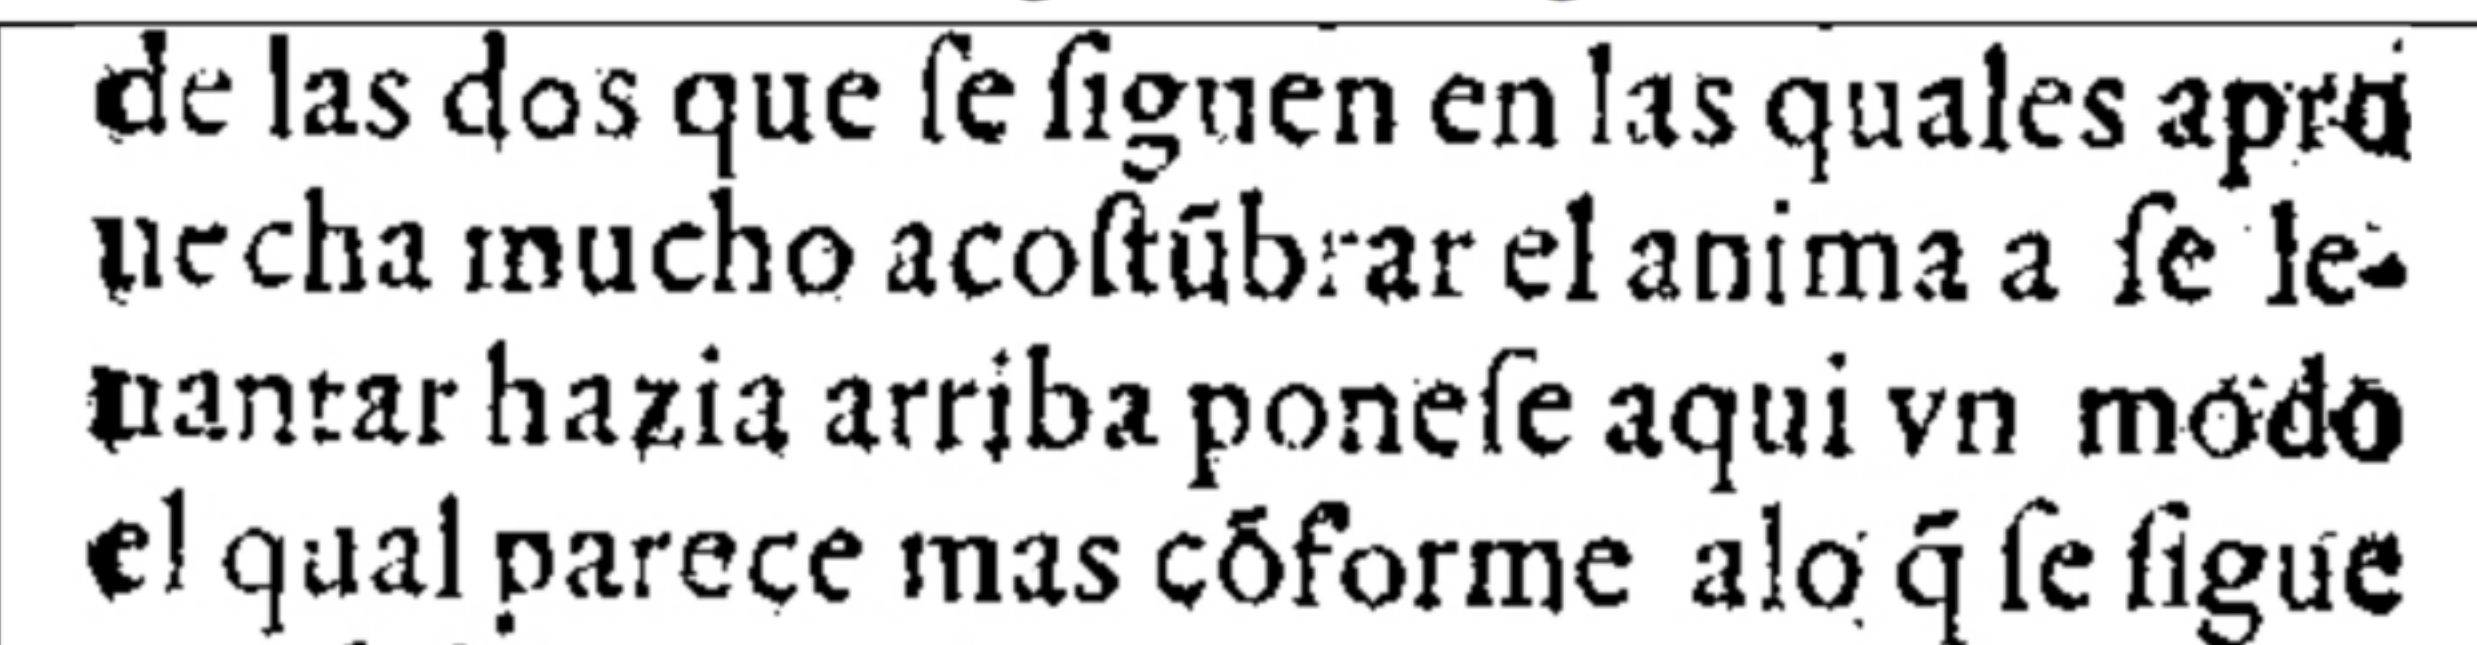 de las dos que ſe ſiguen en las quales apro
uecha mucho acoſtũbrar el anima a ſe le-
uantar hazia arriba poneſe aqui vn modo
el qual parece mas cõforme alo q̃ ſe ſigue